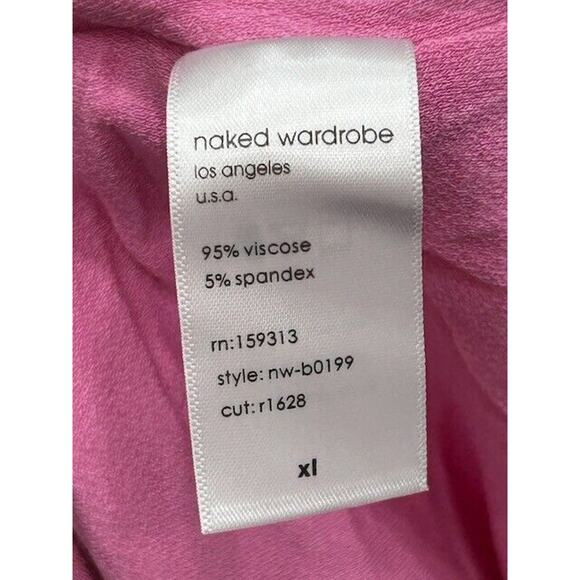 naked wardrobe
los angeles
u.s.a.
95% viscose
5% spandex
rn:159313
style: nw-b0199
cut: r1628
xl